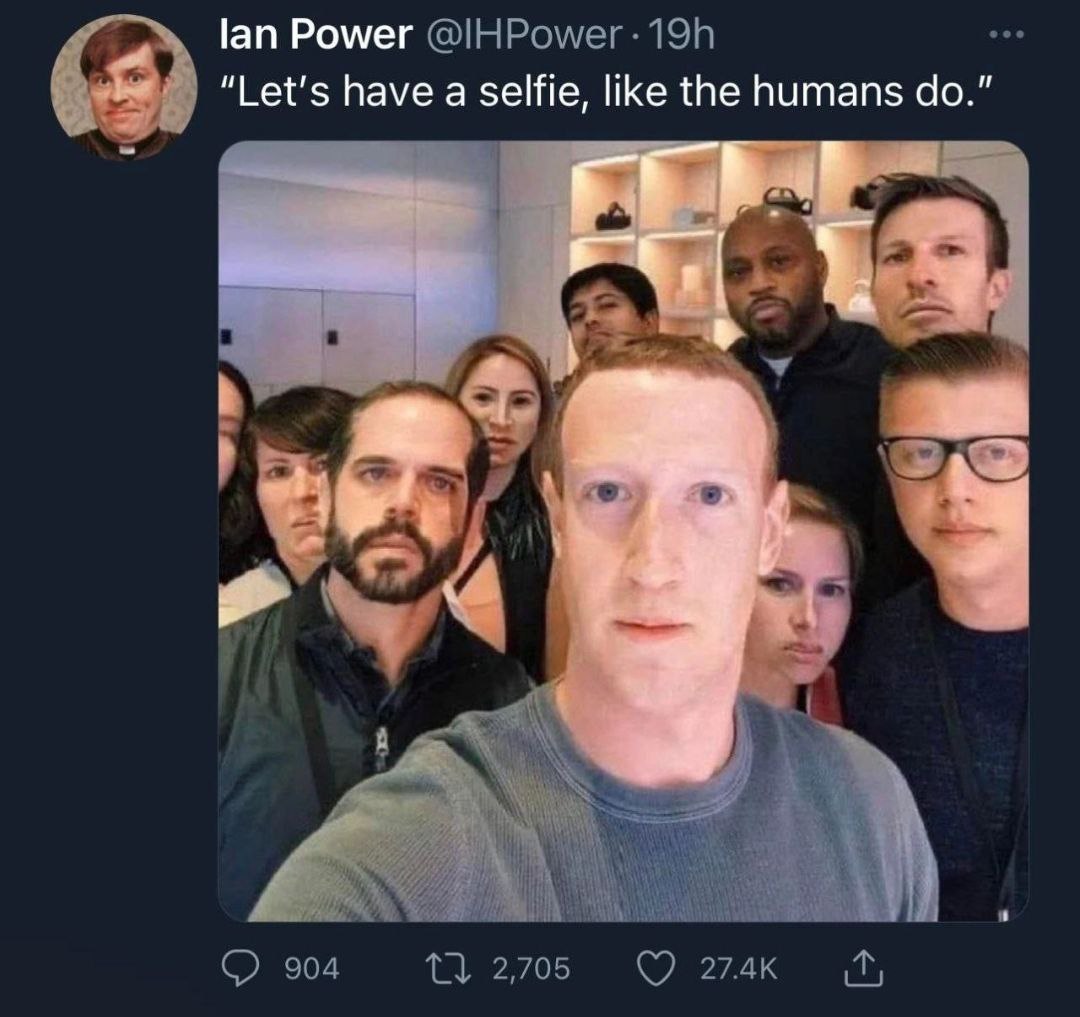 Ian Power @IHPower · 19h
“Let’s have a selfie, like the humans do.”
904 2,705 27.4K